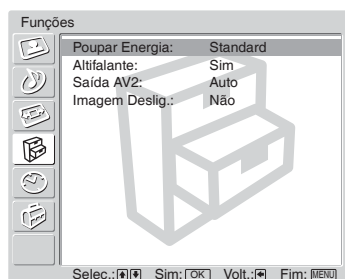 Funções
Poupar Energia: Standard
Altifalante: Sim
Saída AV2: Auto
Imagem Deslig.: Não
Selec.: Sim: OK Volt.: Fim: MENU